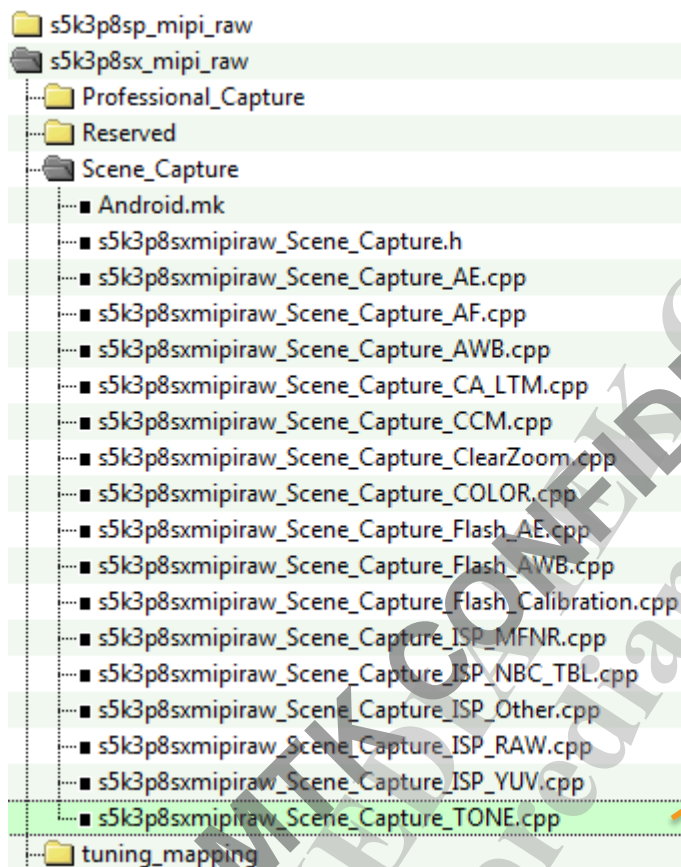 s5k3p8sp_mipi_raw
s5k3p8sx_mipi_raw
Professional_Capture
Reserved
Scene_Capture
Android.mk
s5k3p8sxmipiraw_Scene_Capture.h
s5k3p8sxmipiraw_Scene_Capture_AE.cpp
s5k3p8sxmipiraw_Scene_Capture_AF.cpp
s5k3p8sxmipiraw_Scene_Capture_AWB.cpp
s5k3p8sxmipiraw_Scene_Capture_CA_LTM.cpp
s5k3p8sxmipiraw_Scene_Capture_CCM.cpp
s5k3p8sxmipiraw_Scene_Capture_ClearZoom.cpp
s5k3p8sxmipiraw_Scene_Capture_COLOR.cpp
s5k3p8sxmipiraw_Scene_Capture_Flash_AE.cpp
s5k3p8sxmipiraw_Scene_Capture_Flash_AWB.cpp
s5k3p8sxmipiraw_Scene_Capture_Flash_Calibration.cpp
s5k3p8sxmipiraw_Scene_Capture_ISP_MFNR.cpp
s5k3p8sxmipiraw_Scene_Capture_ISP_NBC_TBL.cpp
s5k3p8sxmipiraw_Scene_Capture_ISP_Other.cpp
s5k3p8sxmipiraw_Scene_Capture_ISP_RAW.cpp
s5k3p8sxmipiraw_Scene_Capture_ISP_YUV.cpp
s5k3p8sxmipiraw_Scene_Capture_TONE.cpp
tuning_mapping
MTK